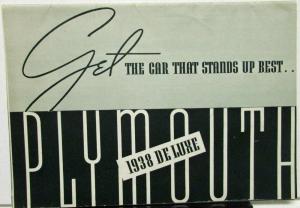 Get THE CAR THAT STANDS UP BEST..
PLYMOUTH
1938 DE LUXE